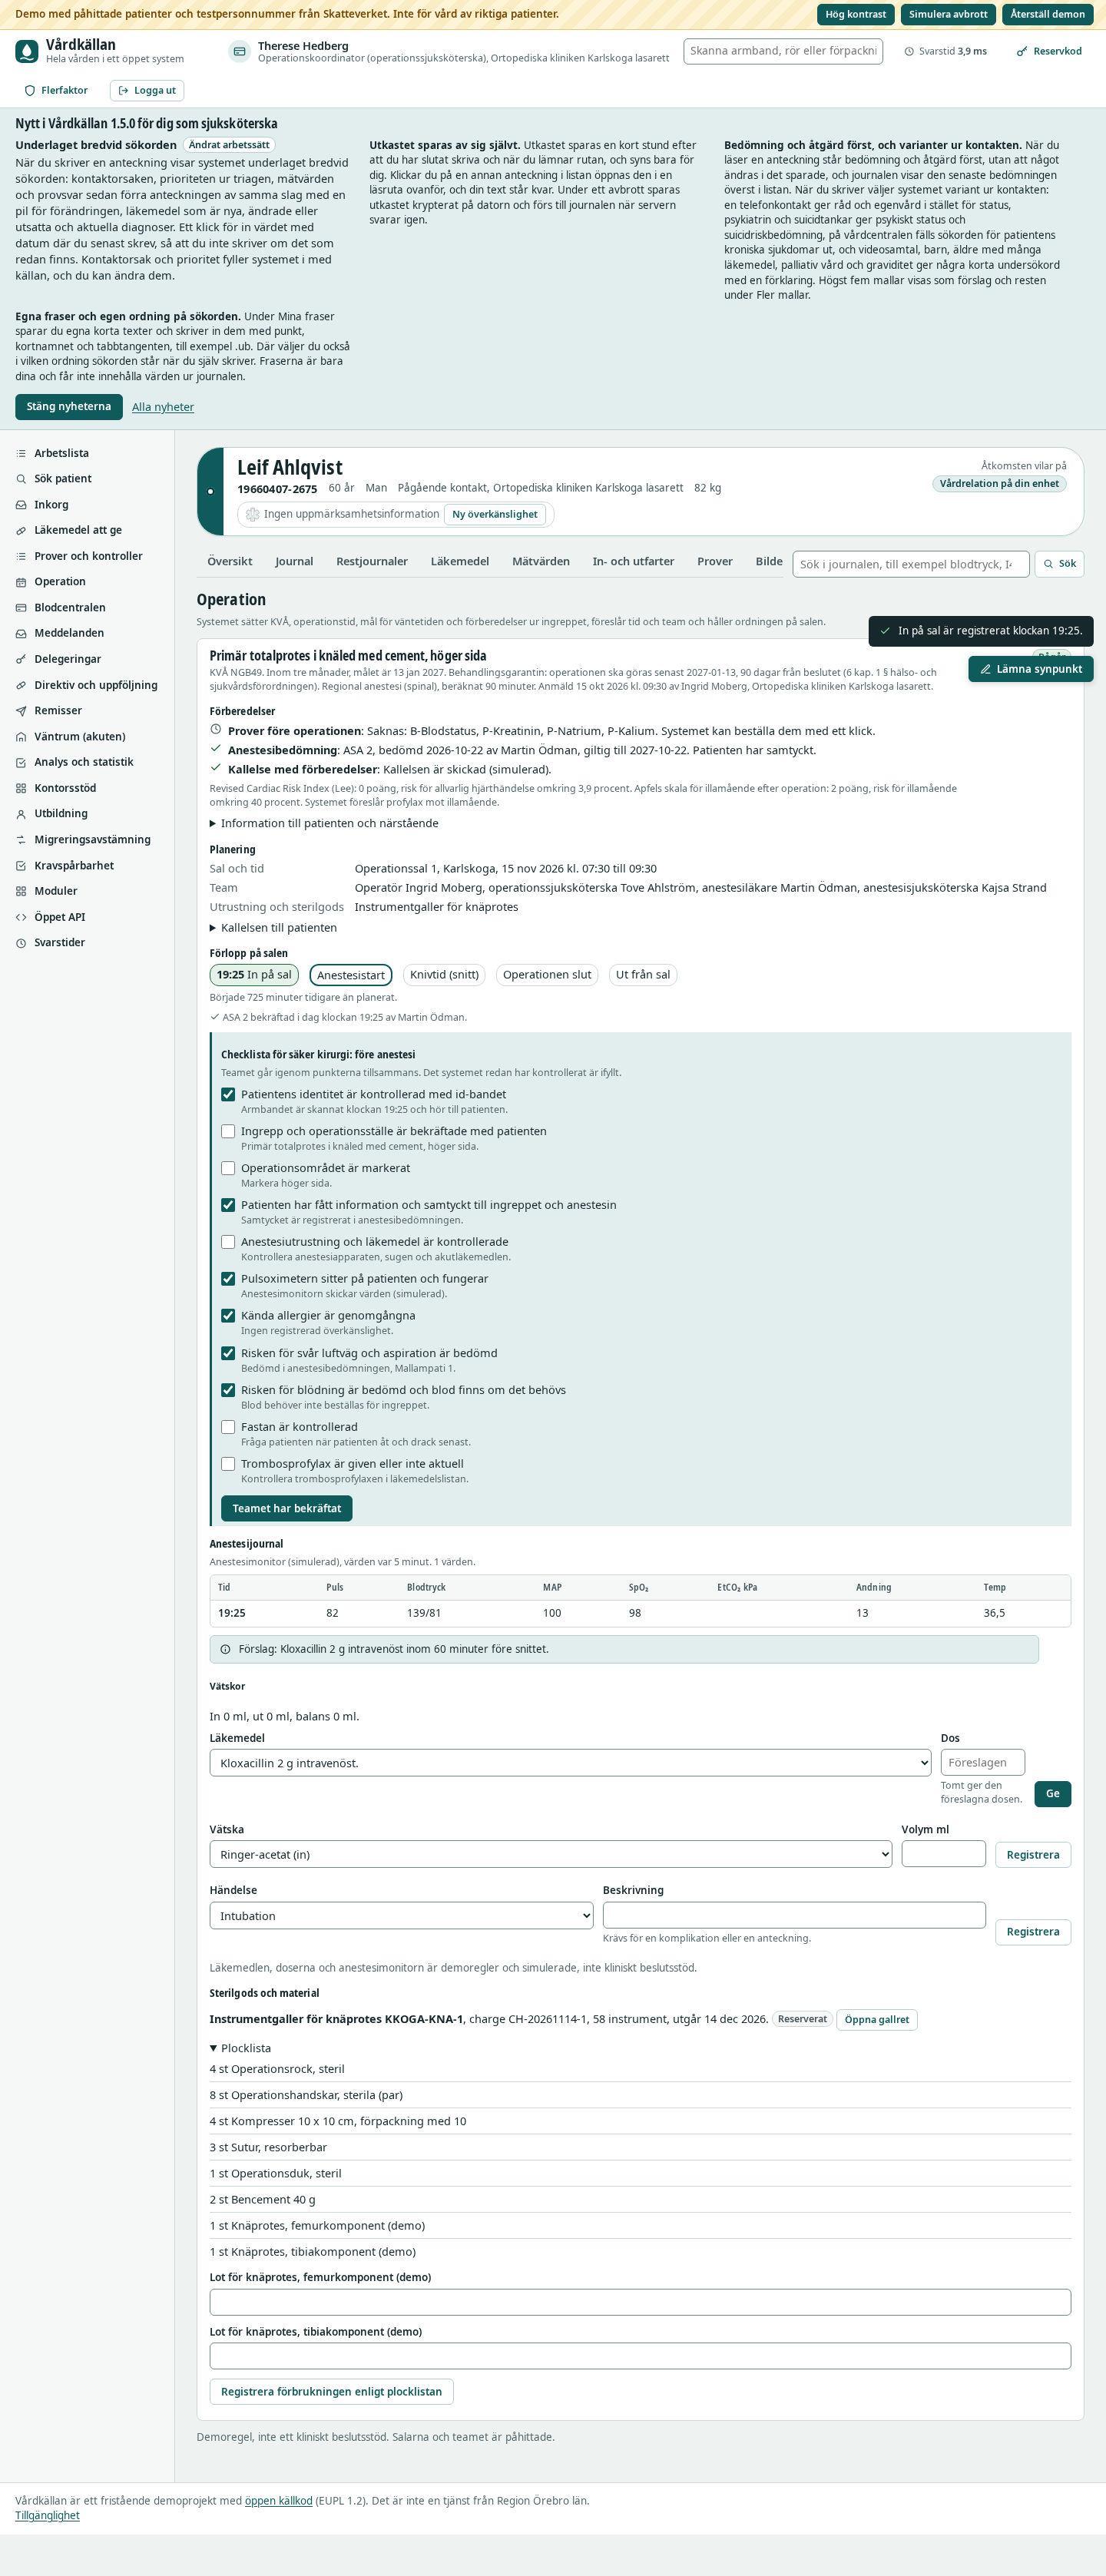 Demo med påhittade patienter och testpersonnummer från Skatteverket. Inte för vård av riktiga patienter.
Hög kontrast
Simulera avbrott
Återställ demon
Vårdkällan
Hela vården i ett öppet system
Therese Hedberg
Operationskoordinator (operationssjuksköterska), Ortopediska kliniken Karlskoga lasarett
Skanna armband, rör eller förpackni
Svarstid 3,9 ms
Reservkod
Flerfaktor
Logga ut
Nytt i Vårdkällan 1.5.0 för dig som sjuksköterska
Underlaget bredvid sökorden Ändrat arbetssätt
När du skriver en anteckning visar systemet underlaget bredvid
sökorden: kontaktorsaken, prioriteten ur triagen, mätvärden
och provsvar sedan förra anteckningen av samma slag med en
pil för förändringen, läkemedel som är nya, ändrade eller
utsatta och aktuella diagnoser. Ett klick för in värdet med
datum där du senast skrev, så att du inte skriver om det som
redan finns. Kontaktorsak och prioritet fyller systemet i med
källan, och du kan ändra dem.
Utkastet sparas av sig självt. Utkastet sparas en kort stund efter
att du har slutat skriva och när du lämnar rutan, och syns bara för
dig. Klickar du på en annan anteckning i listan öppnas den i en
läsruta ovanför, och din text står kvar. Under ett avbrott sparas
utkastet krypterat på datorn och förs till journalen när servern
svarar igen.
Bedömning och åtgärd först, och varianter ur kontakten. När du
läser en anteckning står bedömning och åtgärd först, utan att något
ändras i det sparade, och journalen visar den senaste bedömningen
överst i listan. När du skriver väljer systemet variant ur kontakten:
en telefonkontakt ger råd och egenvård i stället för status,
psykiatrin och suicidtankar ger psykiskt status och
suicidriskbedömning, på vårdcentralen fälls sökorden för patientens
kroniska sjukdomar ut, och videosamtal, barn, äldre med många
läkemedel, palliativ vård och graviditet ger några korta undersökord
med en förklaring. Högst fem mallar visas som förslag och resten
under Fler mallar.
Egna fraser och egen ordning på sökorden. Under Mina fraser
sparar du egna korta texter och skriver in dem med punkt,
kortnamnet och tabbtangenten, till exempel .ub. Där väljer du också
i vilken ordning sökorden står när du själv skriver. Fraserna är bara
dina och får inte innehålla värden ur journalen.
Stäng nyheterna
Alla nyheter
Arbetslista
Sök patient
Inkorg
Läkemedel att ge
Prover och kontroller
Operation
Blodcentralen
Meddelanden
Delegeringar
Direktiv och uppföljning
Remisser
Väntrum (akuten)
Analys och statistik
Kontorsstöd
Utbildning
Migreringsavstämning
Kravspårbarhet
Moduler
Öppet API
Svarstider
Leif Ahlqvist
19660407-2675 60 år Man Pågående kontakt, Ortopediska kliniken Karlskoga lasarett 82 kg
Ingen uppmärksamhetsinformation Ny överkänslighet
Åtkomsten vilar på
Vårdrelation på din enhet
Översikt
Journal
Restjournaler
Läkemedel
Mätvärden
In- och utfarter
Prover
Bilde
Sök i journalen, till exempel blodtryck, I
Sök
Operation
Systemet sätter KVÅ, operationstid, mål för väntetiden och förberedelser ur ingreppet, föreslår tid och team och håller ordningen på salen.
In på sal är registrerat klockan 19:25.
Lämna synpunkt
Primär totalprotes i knäled med cement, höger sida
KVÅ NGB49. Inom tre månader, målet är 13 jan 2027. Behandlingsgaranti: operationen ska göras senast 2027-01-13, 90 dagar från beslutet (6 kap. 1 § hälso- och
sjukvårdsförordningen). Regional anestesi (spinal), beräknat 90 minuter. Anmäld 15 okt 2026 kl. 09:30 av Ingrid Moberg, Ortopediska kliniken Karlskoga lasarett.
Förberedelser
Prover före operationen: Saknas: B-Blodstatus, P-Kreatinin, P-Natrium, P-Kalium. Systemet kan beställa dem med ett klick.
Anestesibedömning: ASA 2, bedömd 2026-10-22 av Martin Ödman, giltig till 2027-10-22. Patienten har samtyckt.
Kallelse med förberedelser: Kallelsen är skickad (simulerad).
Revised Cardiac Risk Index (Lee): 0 poäng, risk för allvarlig hjärthändelse omkring 3,9 procent. Apfels skala för illamående efter operation: 2 poäng, risk för illamående
omkring 40 procent. Systemet föreslår profylax mot illamående.
Information till patienten och närstående
Planering
Sal och tid Operationssal 1, Karlskoga, 15 nov 2026 kl. 07:30 till 09:30
Team Operatör Ingrid Moberg, operationssjuksköterska Tove Ahlström, anestesiläkare Martin Ödman, anestesisjuksköterska Kajsa Strand
Utrustning och sterilgods Instrumentgaller för knäprotes
Kallelsen till patienten
Förlopp på salen
19:25 In på sal
Anestesistart
Knivtid (snitt)
Operationen slut
Ut från sal
Började 725 minuter tidigare än planerat.
ASA 2 bekräftad i dag klockan 19:25 av Martin Ödman.
Checklista för säker kirurgi: före anestesi
Teamet går igenom punkterna tillsammans. Det systemet redan har kontrollerat är ifyllt.
Patientens identitet är kontrollerad med id-bandet
Armbandet är skannat klockan 19:25 och hör till patienten.
Ingrepp och operationsställe är bekräftade med patienten
Primär totalprotes i knäled med cement, höger sida.
Operationsområdet är markerat
Markera höger sida.
Patienten har fått information och samtyckt till ingreppet och anestesin
Samtycket är registrerat i anestesibedömningen.
Anestesiutrustning och läkemedel är kontrollerade
Kontrollera anestesiapparaten, sugen och akutläkemedlen.
Pulsoximetern sitter på patienten och fungerar
Anestesimonitorn skickar värden (simulerad).
Kända allergier är genomgångna
Ingen registrerad överkänslighet.
Risken för svår luftväg och aspiration är bedömd
Bedömd i anestesibedömningen, Mallampati 1.
Risken för blödning är bedömd och blod finns om det behövs
Blod behöver inte beställas för ingreppet.
Fastan är kontrollerad
Fråga patienten när patienten åt och drack senast.
Trombosprofylax är given eller inte aktuell
Kontrollera trombosprofylaxen i läkemedelslistan.
Teamet har bekräftat
Anestesijournal
Anestesimonitor (simulerad), värden var 5 minut. 1 värden.
Tid Puls Blodtryck MAP SpO₂ EtCO₂ kPa Andning Temp
19:25 82 139/81 100 98 13 36,5
Förslag: Kloxacillin 2 g intravenöst inom 60 minuter före snittet.
Vätskor
In 0 ml, ut 0 ml, balans 0 ml.
Läkemedel
Kloxacillin 2 g intravenöst.
Dos
Föreslagen
Tomt ger den
föreslagna dosen.
Ge
Vätska
Ringer-acetat (in)
Volym ml
Registrera
Händelse
Intubation
Beskrivning
Krävs för en komplikation eller en anteckning.
Registrera
Läkemedlen, doserna och anestesimonitorn är demoregler och simulerade, inte kliniskt beslutsstöd.
Sterilgods och material
Instrumentgaller för knäprotes KKOGA-KNA-1, charge CH-20261114-1, 58 instrument, utgår 14 dec 2026. Reserverat Öppna gallret
Plocklista
4 st Operationsrock, steril
8 st Operationshandskar, sterila (par)
4 st Kompresser 10 x 10 cm, förpackning med 10
3 st Sutur, resorberbar
1 st Operationsduk, steril
2 st Bencement 40 g
1 st Knäprotes, femurkomponent (demo)
1 st Knäprotes, tibiakomponent (demo)
Lot för knäprotes, femurkomponent (demo)
Lot för knäprotes, tibiakomponent (demo)
Registrera förbrukningen enligt plocklistan
Demoregel, inte ett kliniskt beslutsstöd. Salarna och teamet är påhittade.
Vårdkällan är ett fristående demoprojekt med öppen källkod (EUPL 1.2). Det är inte en tjänst från Region Örebro län.
Tillgänglighet